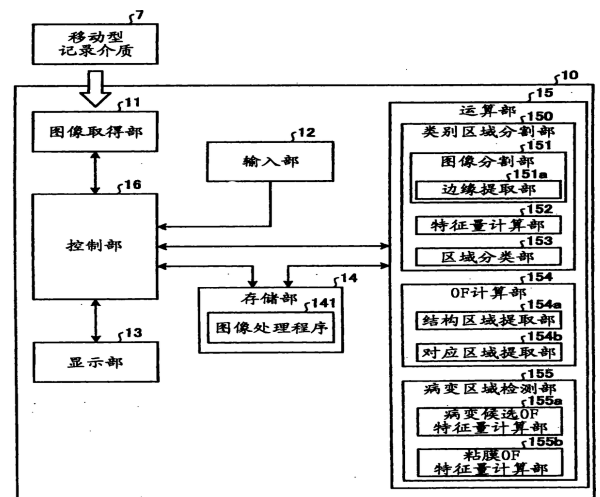 7
移动型
记录介质
10
11
图像取得部
12
输入部
16
控制部
14
存储部
141
图像处理程序
13
显示部
15
运算部
150
类别区域分割部
151
图像分割部
151a
边缘提取部
152
特征量计算部
153
区域分类部
154
OF计算部
154a
结构区域提取部
154b
对应区域提取部
155
病变区域检测部
155a
病变候选OF
特征量计算部
155b
粘膜OF
特征量计算部